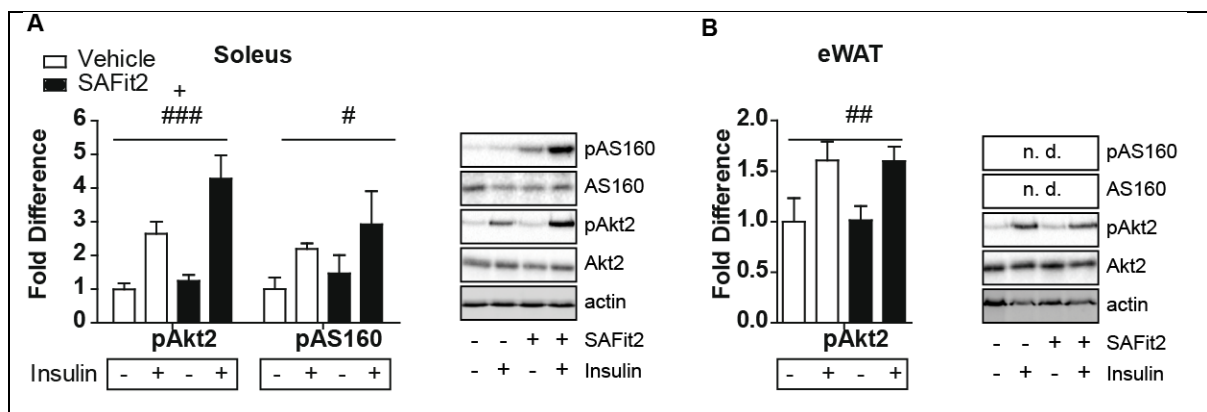 A
B
Vehicle
Soleus
eWAT
SAFit2
+
###
#
##
Fold Difference
6
5
4
3
2
1
0
pAkt2 pAS160
Insulin - + - + - + - +
pAS160
AS160
pAkt2
Akt2
actin
- - + + SAFit2
- + - + Insulin
Fold Difference
2.0
1.5
1.0
0.5
0.0
pAkt2
- + - +
n. d. pAS160
n. d. AS160
pAkt2
Akt2
actin
- - + + SAFit2
- + - + Insulin